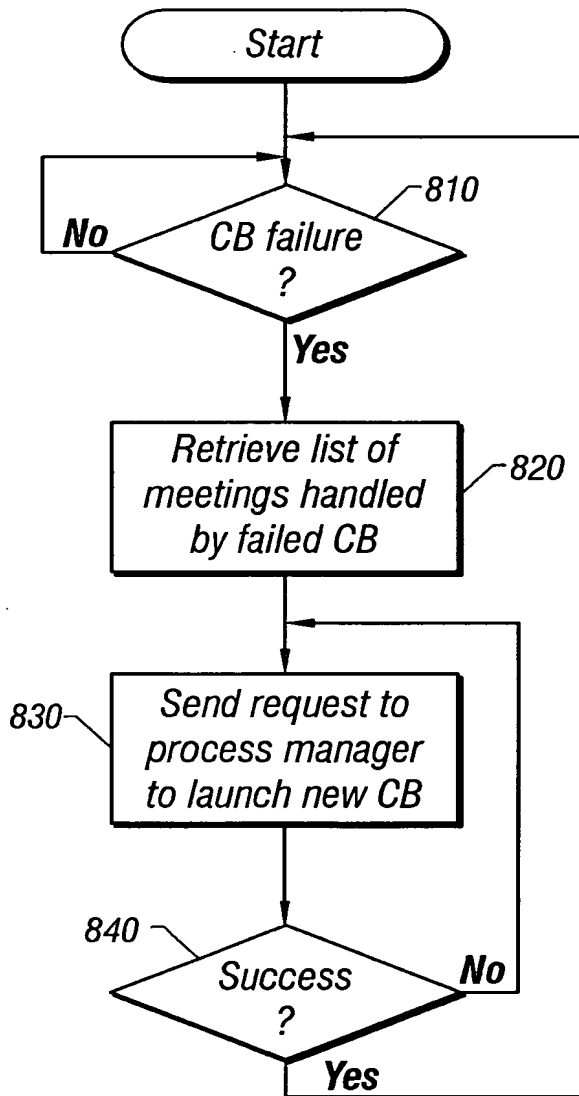 Start
810
No
CB failure
?
Yes
Retrieve list of
meetings handled
by failed CB
820
830
Send request to
process manager
to launch new CB
840
Success
?
No
Yes